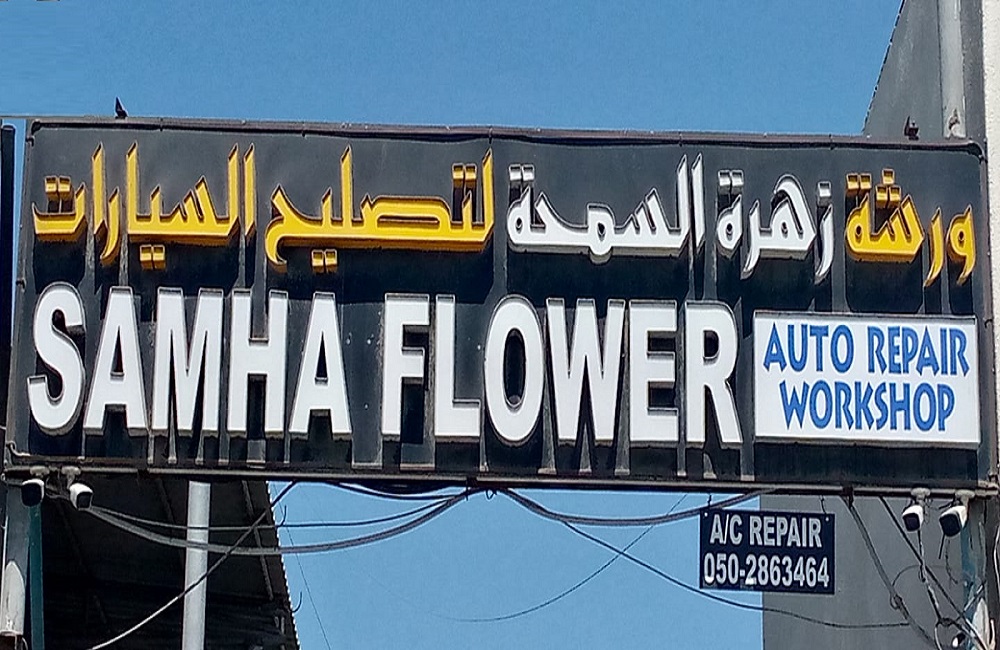 ورشة زهرة السمحة لتصليح السيارات
SAMHA FLOWER
AUTO REPAIR
WORKSHOP
A/C REPAIR
050-2863464